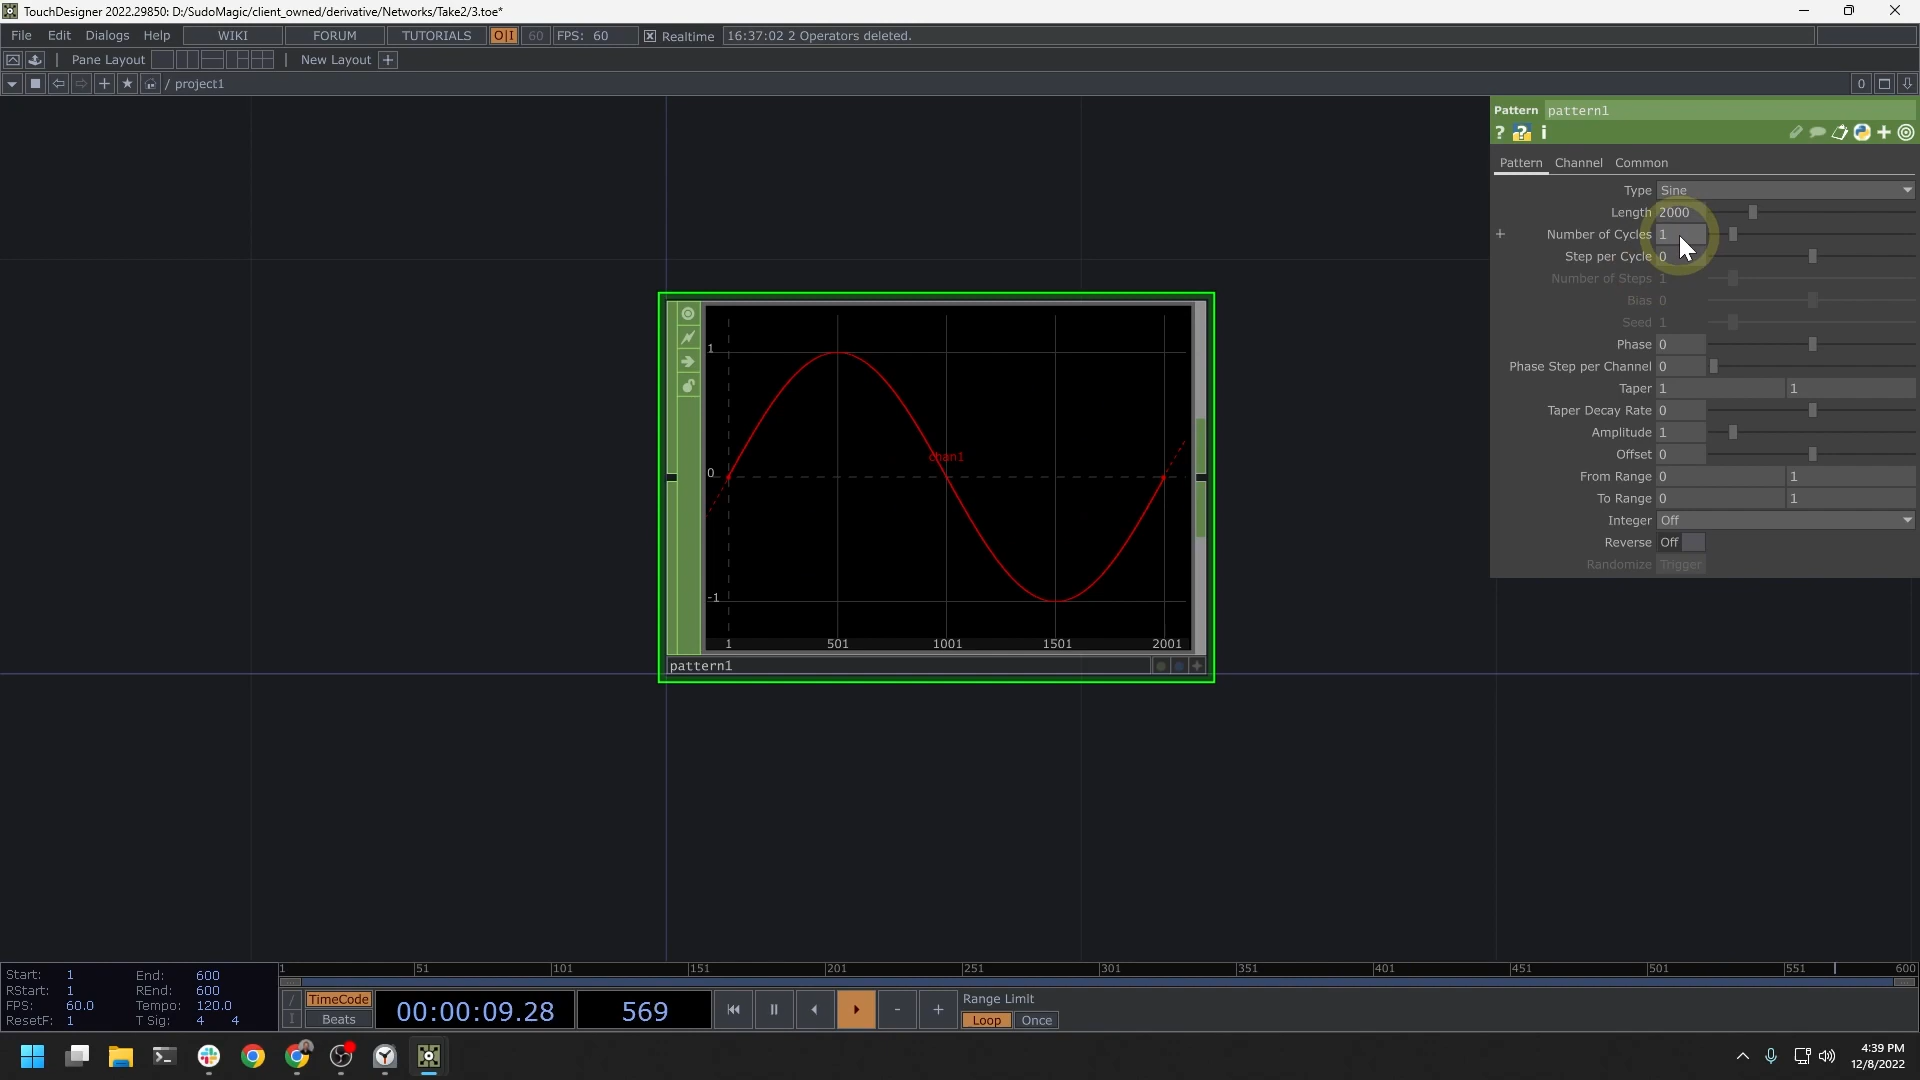 TouchDesigner 2022.29850: D:/SudoMagic/client_owned/derivative/Networks/Take2/3.toe*
File Edit Dialogs Help WIKI FORUM TUTORIALS O|I 60 FPS: 60 Realtime 16:37:02 2 Operators deleted.
Pane Layout New Layout +
/ project1 0
Pattern pattern1
? ? i
Pattern Channel Common
Type Sine
Length 2000
+ Number of Cycles 1
Step per Cycle 0
Number of Steps 1
Bias 0
Seed 1
Phase 0
Phase Step per Channel 0
Taper 1 1
Taper Decay Rate 0
Amplitude 1
Offset 0
From Range 0 1
To Range 0 1
Integer Off
Reverse Off
Randomize Trigger
1
chan1
0
-1
1 501 1001 1501 2001
pattern1
1 51 101 151 201 251 301 351 401 451 501 551 600
Start: 1 End: 600
RStart: 1 REnd: 600
FPS: 60.0 Tempo: 120.0
ResetF: 1 T Sig: 4 4
/ TimeCode
I Beats
00:00:09.28 569 - +
Range Limit
Loop Once
4:39 PM
12/8/2022